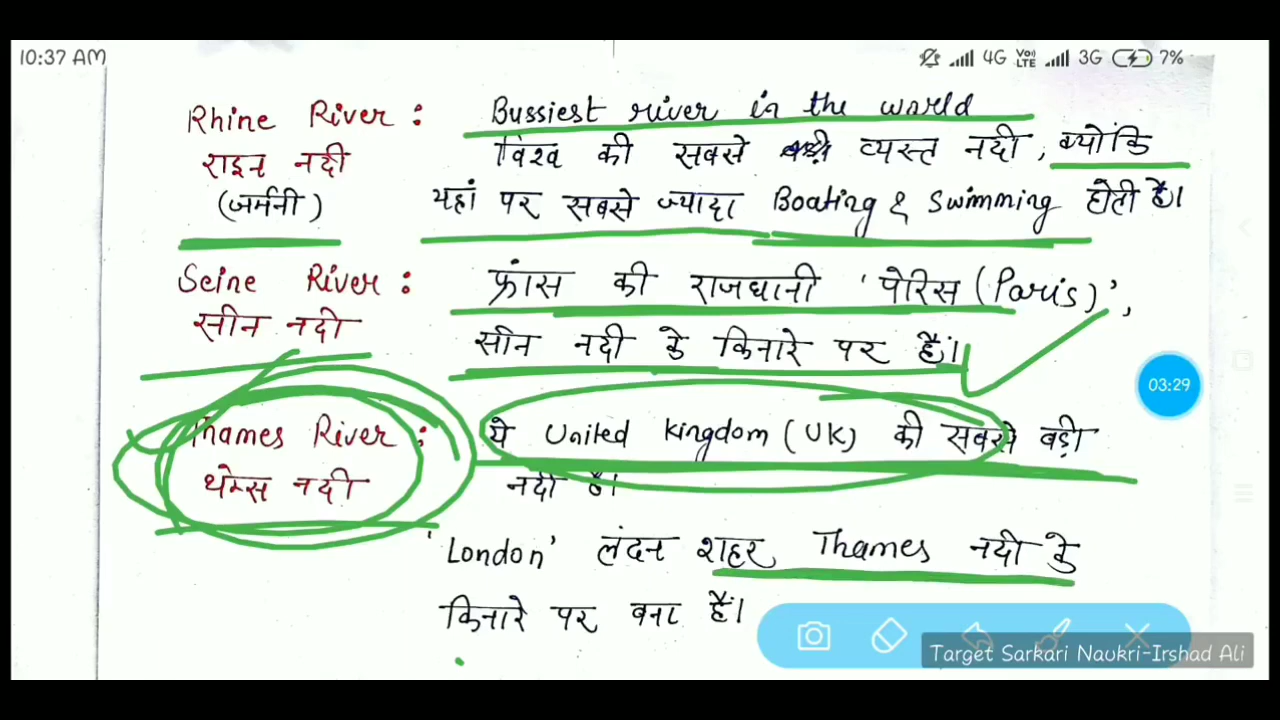 10:37 AM 4G VoLTE 3G 7%
Rhine River : Bussiest river in the world
राइन नदी विश्व की सबसे व्यस्त नदी, क्योंकि
(जर्मनी) यहां पर सबसे ज्यादा Boating & Swimming होती है।
Seine River : फ्रांस की राजधानी 'पेरिस (Paris)',
सीन नदी सीन नदी के किनारे पर है।
03:29
Thames River : ये United Kingdom (UK) की सबसे बड़ी
थेम्स नदी नदी है।
'London' लंदन शहर Thames नदी के
किनारे पर बना हैं।
Target Sarkari Naukri-Irshad Ali